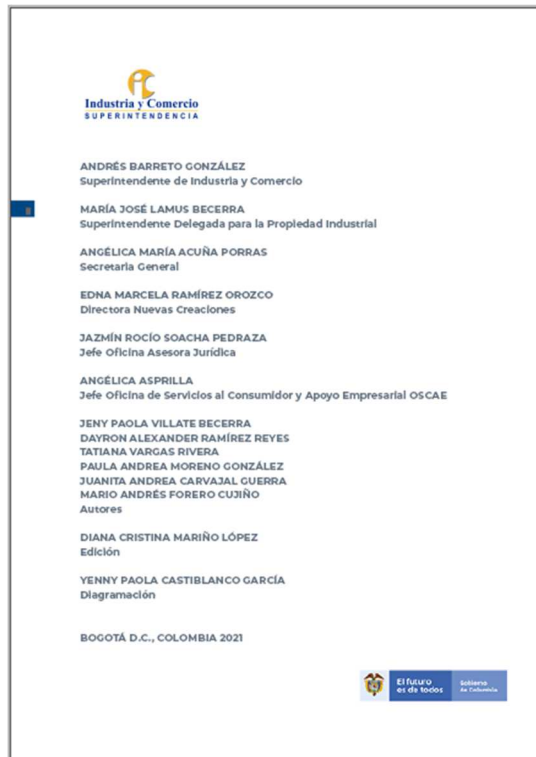 Industria y Comercio
SUPERINTENDENCIA
ANDRÉS BARRETO GONZÁLEZ
Superintendente de Industria y Comercio
MARÍA JOSÉ LAMUS BECERRA
Superintendente Delegada para la Propiedad Industrial
ANGÉLICA MARÍA ACUÑA PORRAS
Secretaria General
EDNA MARCELA RAMÍREZ OROZCO
Directora Nuevas Creaciones
JAZMÍN ROCÍO SOACHA PEDRAZA
Jefe Oficina Asesora Jurídica
ANGÉLICA ASPRILLA
Jefe Oficina de Servicios al Consumidor y Apoyo Empresarial OSCAE
JENY PAOLA VILLATE BECERRA
DAYRON ALEXANDER RAMÍREZ REYES
TATIANA VARGAS RIVERA
PAULA ANDREA MORENO GONZÁLEZ
JUANITA ANDREA CARVAJAL GUERRA
MARIO ANDRÉS FORERO CUJIÑO
Autores
DIANA CRISTINA MARIÑO LÓPEZ
Edición
YENNY PAOLA CASTIBLANCO GARCÍA
Diagramación
BOGOTÁ D.C., COLOMBIA 2021
El futuro
es de todos
Gobierno
de Colombia